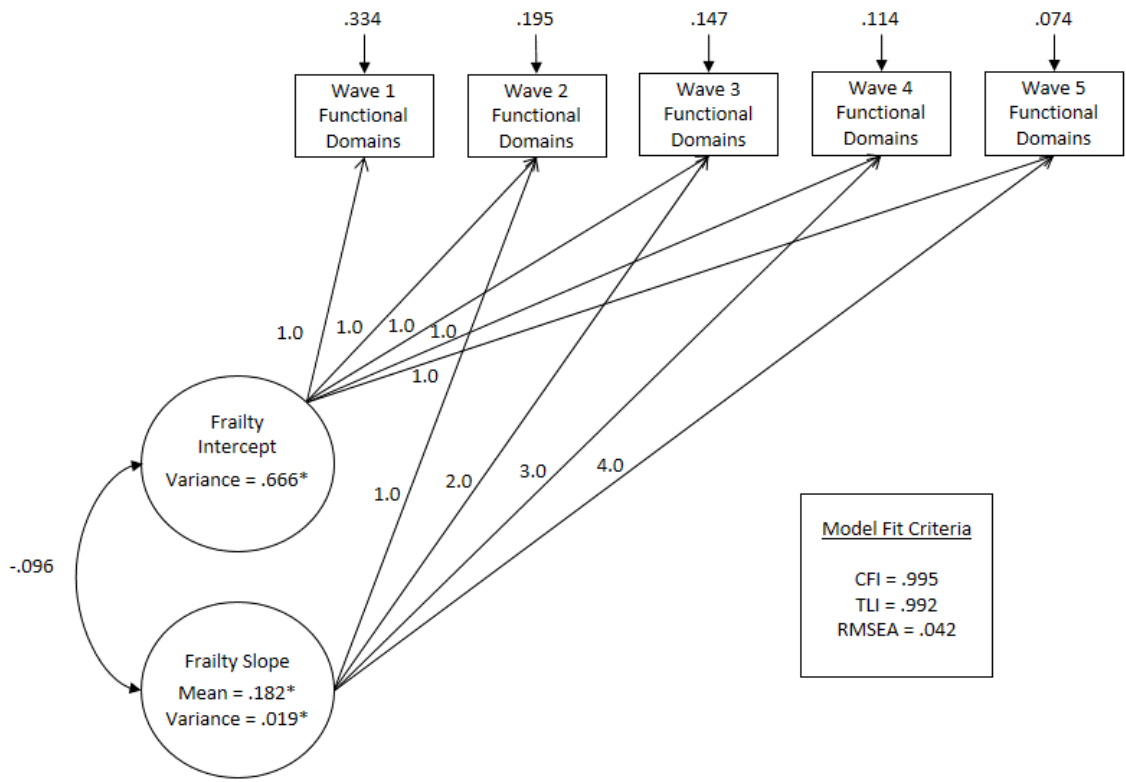 .334
.195
.147
.114
.074
Wave 1
Functional
Domains
Wave 2
Functional
Domains
Wave 3
Functional
Domains
Wave 4
Functional
Domains
Wave 5
Functional
Domains
1.0
1.0
1.0
1.0
1.0
Frailty
Intercept
Variance = .666*
1.0
2.0
3.0
4.0
-.096
Frailty Slope
Mean = .182*
Variance = .019*
Model Fit Criteria
CFI = .995
TLI = .992
RMSEA = .042